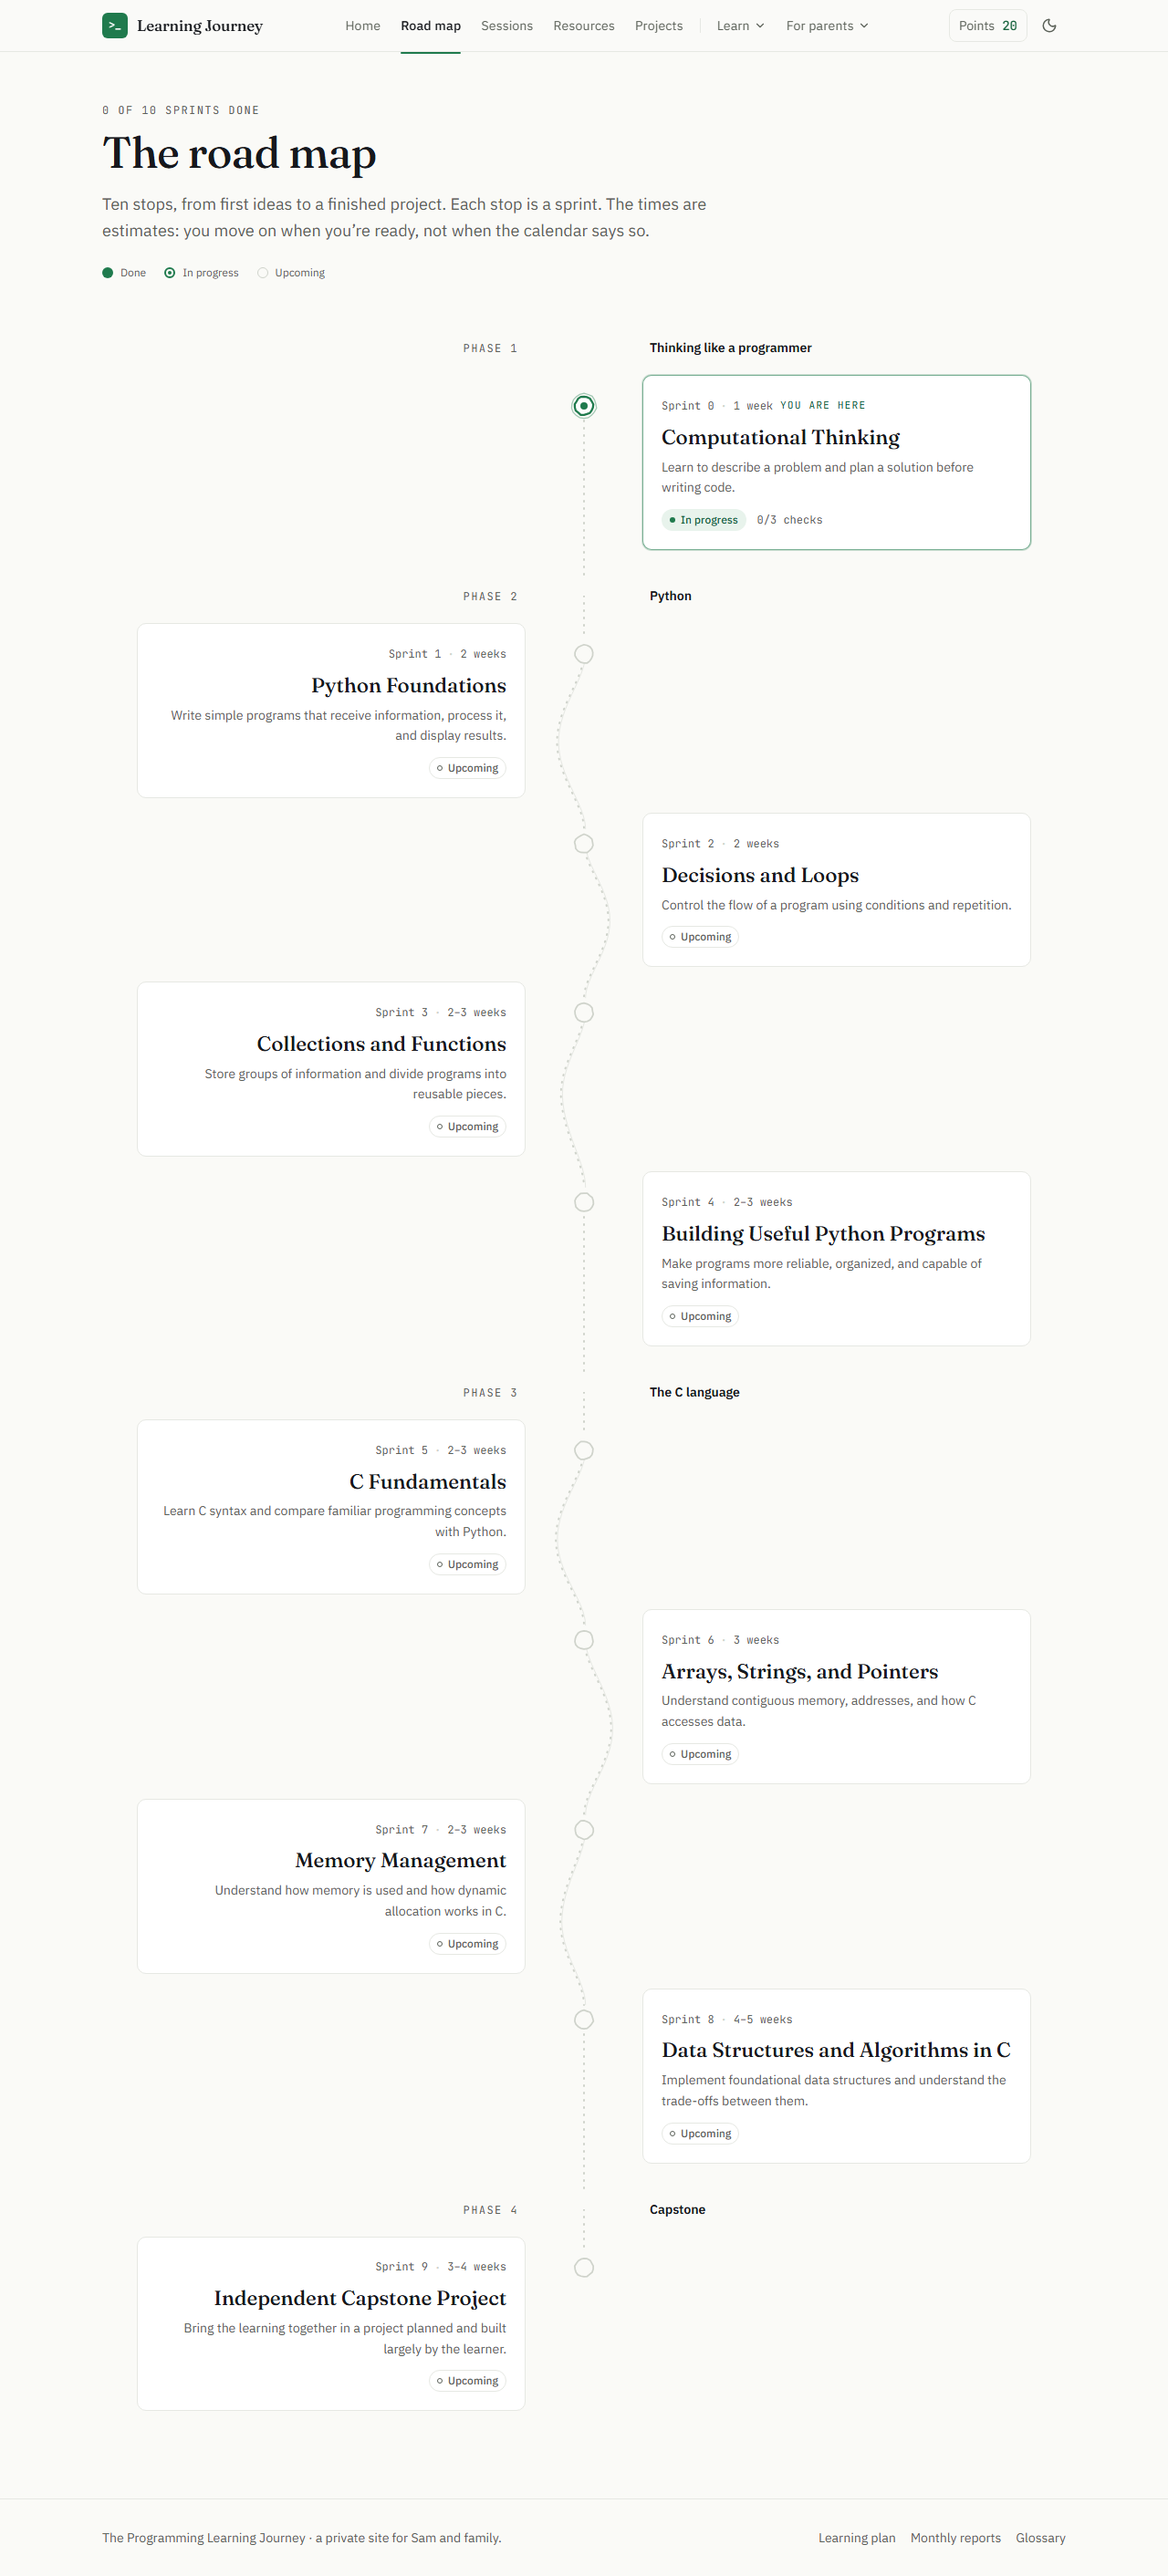 >_ Learning Journey Home Road map Sessions Resources Projects Learn For parents Points 20
0 OF 10 SPRINTS DONE
The road map
Ten stops, from first ideas to a finished project. Each stop is a sprint. The times are
estimates: you move on when you’re ready, not when the calendar says so.
Done In progress Upcoming
PHASE 1 Thinking like a programmer
Sprint 0 · 1 week YOU ARE HERE
Computational Thinking
Learn to describe a problem and plan a solution before
writing code.
In progress 0/3 checks
PHASE 2 Python
Sprint 1 · 2 weeks
Python Foundations
Write simple programs that receive information, process it,
and display results.
Upcoming
Sprint 2 · 2 weeks
Decisions and Loops
Control the flow of a program using conditions and repetition.
Upcoming
Sprint 3 · 2–3 weeks
Collections and Functions
Store groups of information and divide programs into
reusable pieces.
Upcoming
Sprint 4 · 2–3 weeks
Building Useful Python Programs
Make programs more reliable, organized, and capable of
saving information.
Upcoming
PHASE 3 The C language
Sprint 5 · 2–3 weeks
C Fundamentals
Learn C syntax and compare familiar programming concepts
with Python.
Upcoming
Sprint 6 · 3 weeks
Arrays, Strings, and Pointers
Understand contiguous memory, addresses, and how C
accesses data.
Upcoming
Sprint 7 · 2–3 weeks
Memory Management
Understand how memory is used and how dynamic
allocation works in C.
Upcoming
Sprint 8 · 4–5 weeks
Data Structures and Algorithms in C
Implement foundational data structures and understand the
trade-offs between them.
Upcoming
PHASE 4 Capstone
Sprint 9 · 3–4 weeks
Independent Capstone Project
Bring the learning together in a project planned and built
largely by the learner.
Upcoming
The Programming Learning Journey · a private site for Sam and family. Learning plan Monthly reports Glossary